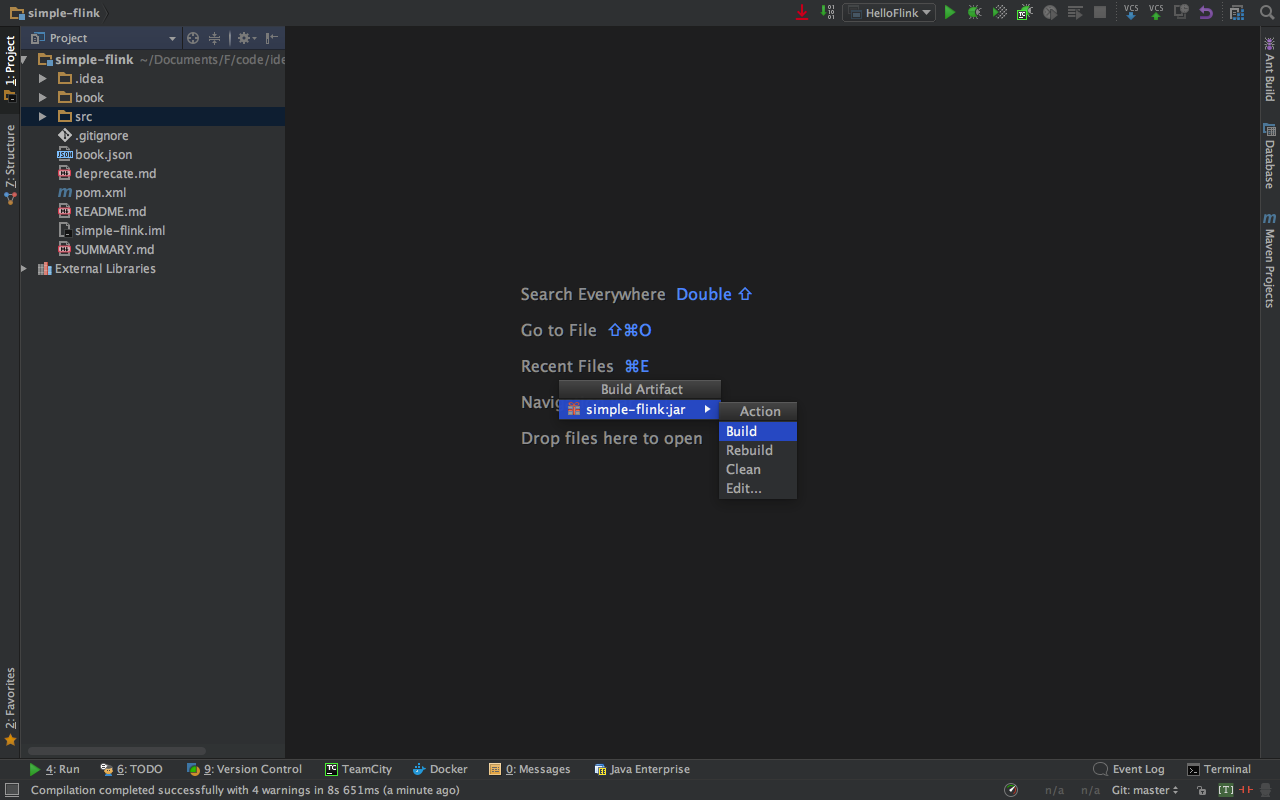 simple-flink
HelloFlink
VCS
VCS
1: Project
Project
simple-flink ~/Documents/F/code/ide
.idea
book
src
.gitignore
book.json
deprecate.md
pom.xml
README.md
simple-flink.iml
SUMMARY.md
External Libraries
Z: Structure
2: Favorites
Ant Build
Database
m
Maven Projects
Search Everywhere Double ⇧
Go to File ⇧⌘O
Recent Files ⌘E
Navig
Drop files here to open
Build Artifact
simple-flink:jar
Action
Build
Rebuild
Clean
Edit...
4: Run
6: TODO
9: Version Control
TC TeamCity
Docker
0: Messages
Java Enterprise
Event Log
Terminal
Compilation completed successfully with 4 warnings in 8s 651ms (a minute ago)
n/a
n/a
Git: master
[T]